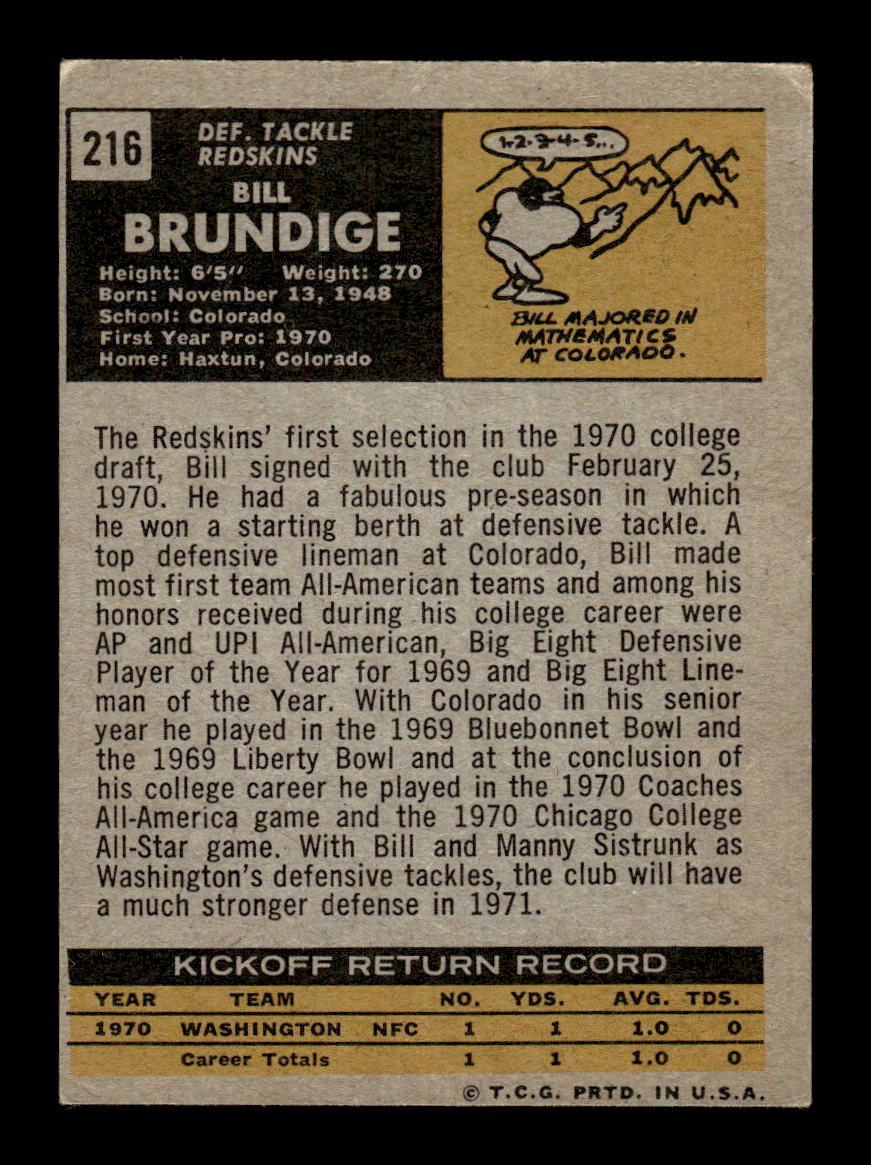 216
DEF. TACKLE
REDSKINS
BILL
BRUNDIGE
Height: 6'5" Weight: 270
Born: November 13, 1948
School: Colorado
First Year Pro: 1970
Home: Haxtun, Colorado
1-2-3-4-5...
BILL MAJORED IN
MATHEMATICS
AT COLORADO.
The Redskins' first selection in the 1970 college
draft, Bill signed with the club February 25,
1970. He had a fabulous pre-season in which
he won a starting berth at defensive tackle. A
top defensive lineman at Colorado, Bill made
most first team All-American teams and among his
honors received during his college career were
AP and UPI All-American, Big Eight Defensive
Player of the Year for 1969 and Big Eight Line-
man of the Year. With Colorado in his senior
year he played in the 1969 Bluebonnet Bowl and
the 1969 Liberty Bowl and at the conclusion of
his college career he played in the 1970 Coaches
All-America game and the 1970 Chicago College
All-Star game. With Bill and Manny Sistrunk as
Washington's defensive tackles, the club will have
a much stronger defense in 1971.
KICKOFF RETURN RECORD
YEAR TEAM NO. YDS. AVG. TDS.
1970 WASHINGTON NFC 1 1 1.0 0
Career Totals 1 1 1.0 0
© T.C.G. PRTD. IN U.S.A.